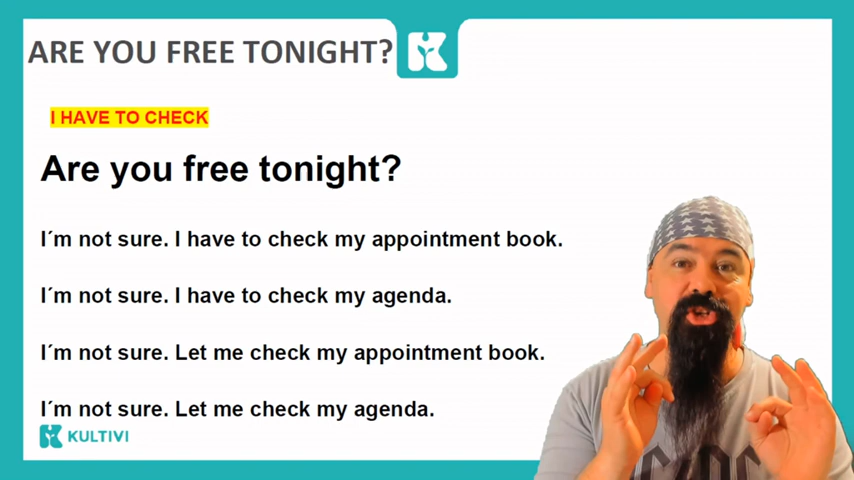 ARE YOU FREE TONIGHT?
I HAVE TO CHECK
Are you free tonight?
I´m not sure. I have to check my appointment book.
I´m not sure. I have to check my agenda.
I´m not sure. Let me check my appointment book.
I´m not sure. Let me check my agenda.
KULTIVI